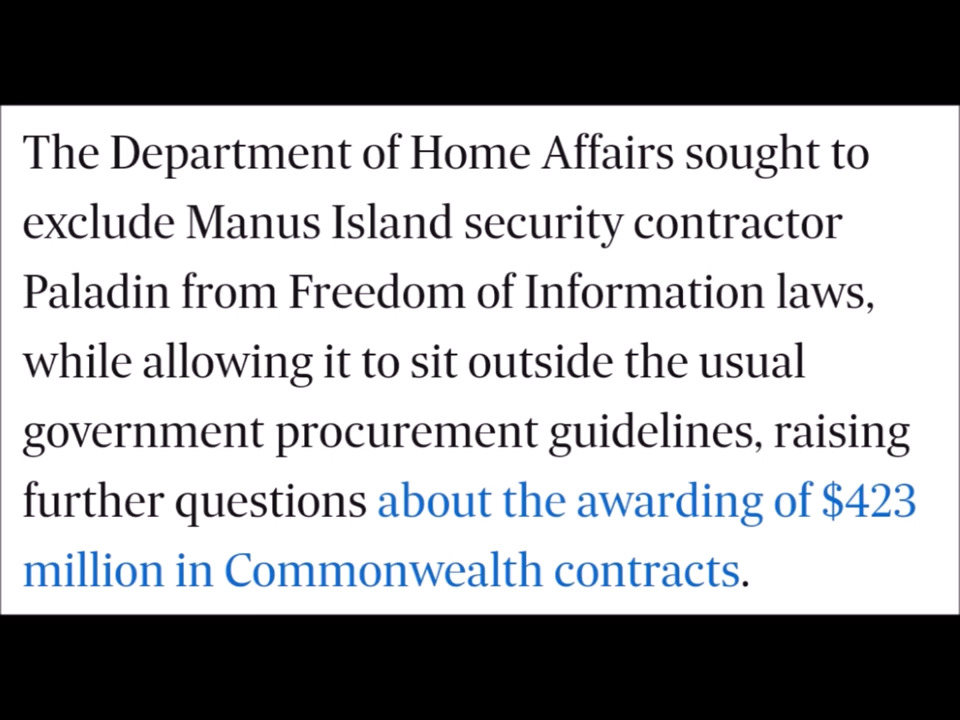 The Department of Home Affairs sought to
exclude Manus Island security contractor
Paladin from Freedom of Information laws,
while allowing it to sit outside the usual
government procurement guidelines, raising
further questions about the awarding of $423
million in Commonwealth contracts.